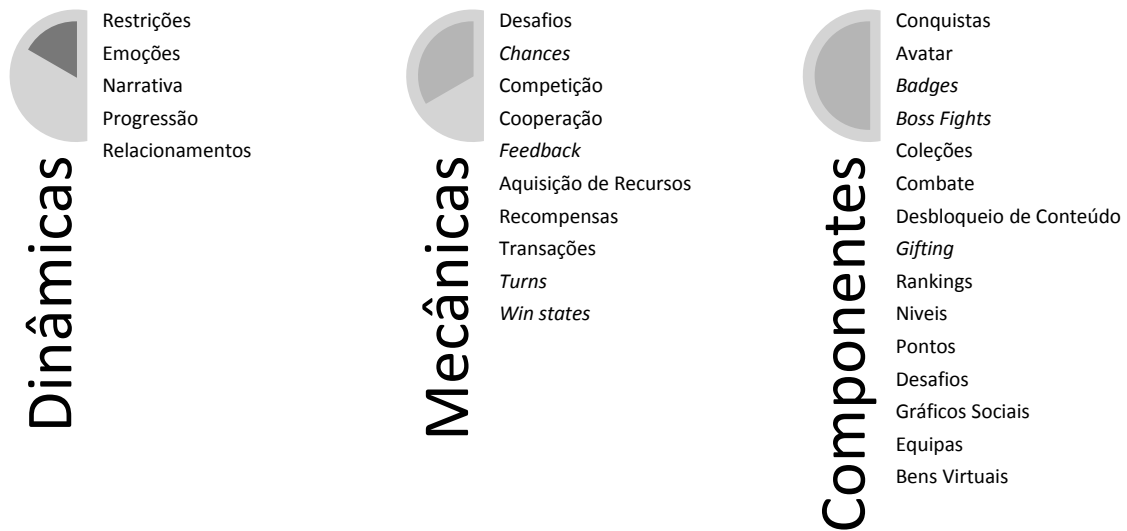 Dinâmicas
Restrições
Emoções
Narrativa
Progressão
Relacionamentos
Mecânicas
Desafios
Chances
Competição
Cooperação
Feedback
Aquisição de Recursos
Recompensas
Transações
Turns
Win states
Componentes
Conquistas
Avatar
Badges
Boss Fights
Coleções
Combate
Desbloqueio de Conteúdo
Gifting
Rankings
Niveis
Pontos
Desafios
Gráficos Sociais
Equipas
Bens Virtuais